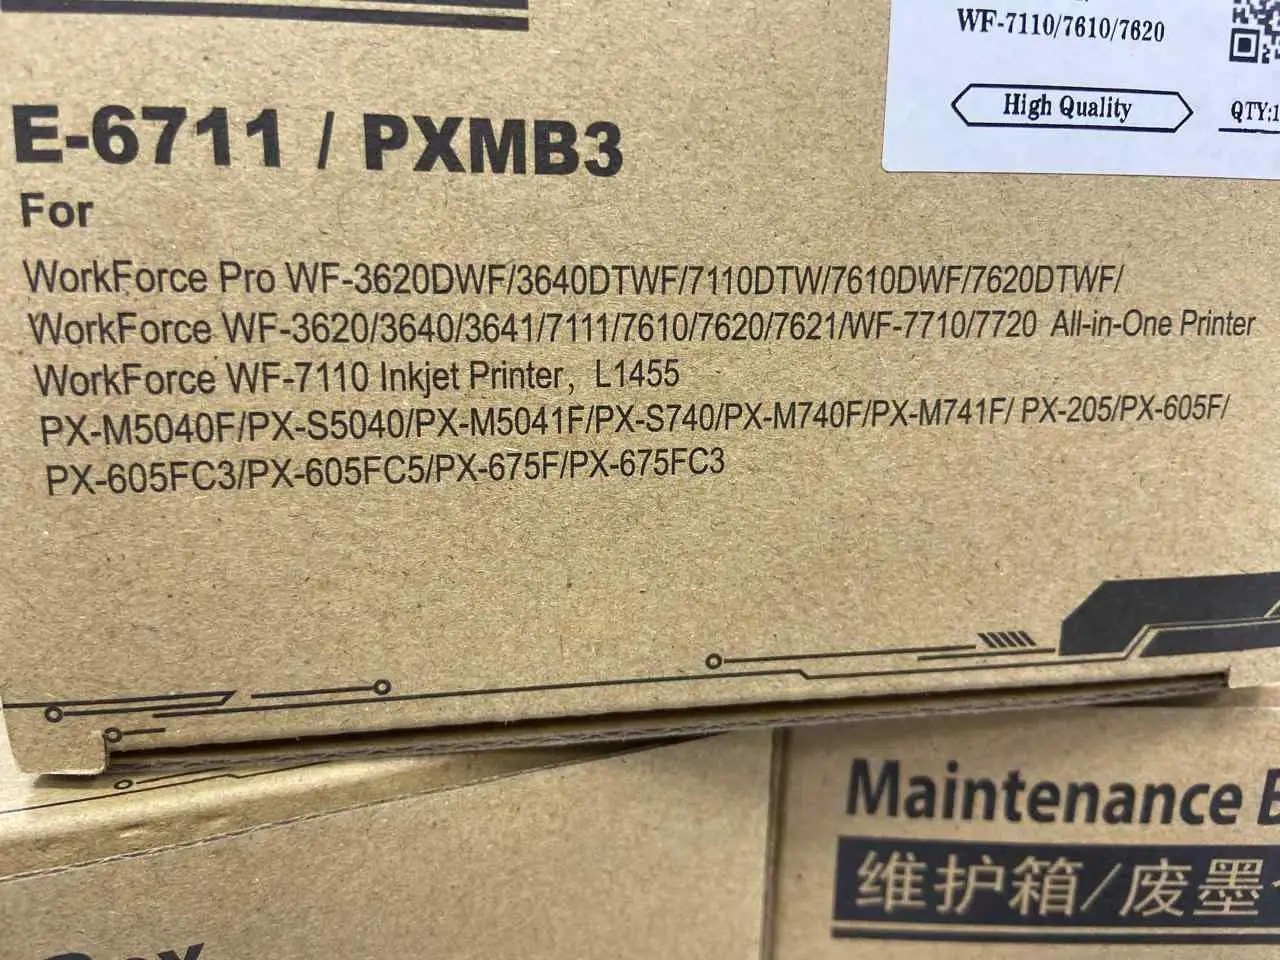 WF-7110/7610/7620
High Quality
QTY:1
E-6711 / PXMB3
For
WorkForce Pro WF-3620DWF/3640DTWF/7110DTW/7610DWF/7620DTWF/
WorkForce WF-3620/3640/3641/7111/7610/7620/7621/WF-7710/7720 All-in-One Printer
WorkForce WF-7110 Inkjet Printer, L1455
PX-M5040F/PX-S5040/PX-M5041F/PX-S740/PX-M740F/PX-M741F/ PX-205/PX-605F/
PX-605FC3/PX-605FC5/PX-675F/PX-675FC3
Maintenance
维护箱/废墨